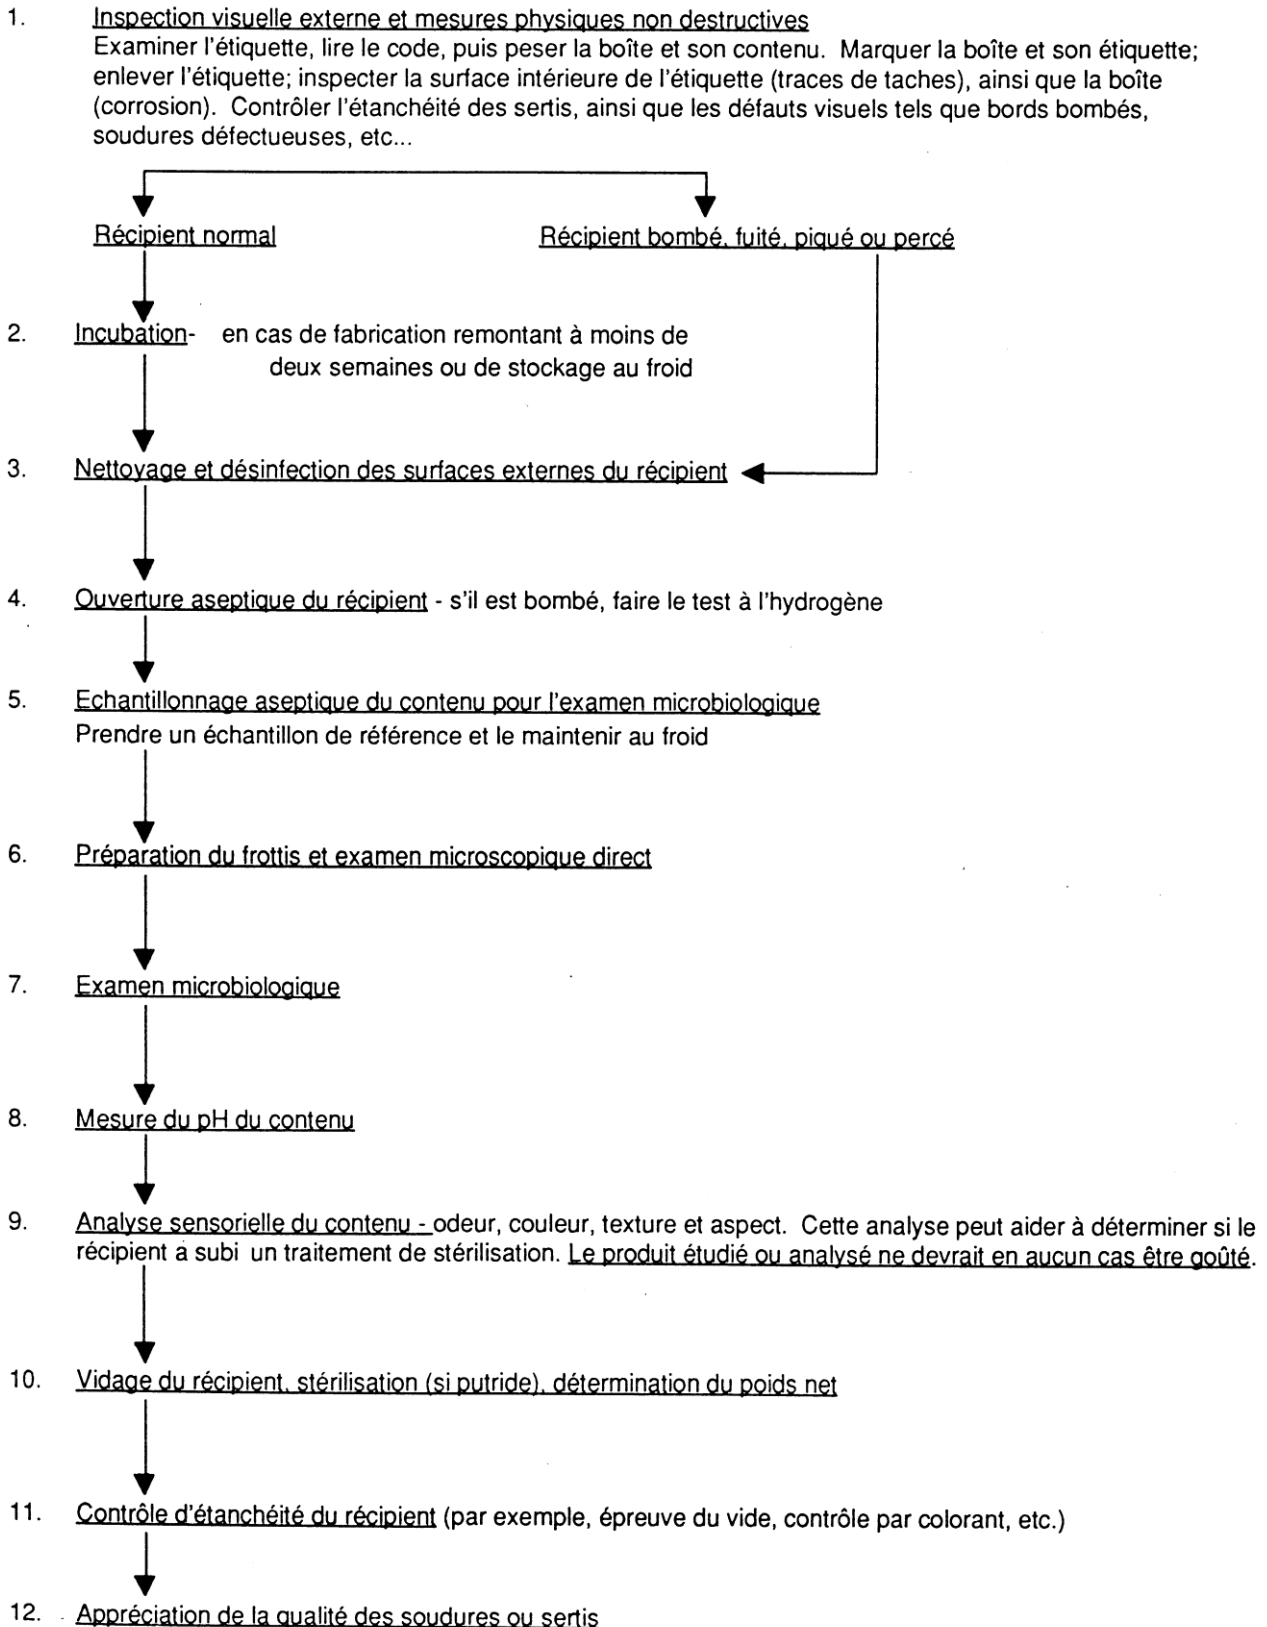 1. Inspection visuelle externe et mesures physiques non destructives
Examiner l'étiquette, lire le code, puis peser la boîte et son contenu. Marquer la boîte et son étiquette;
enlever l'étiquette; inspecter la surface intérieure de l'étiquette (traces de taches), ainsi que la boîte
(corrosion). Contrôler l'étanchéité des sertis, ainsi que les défauts visuels tels que bords bombés,
soudures défectueuses, etc...
Récipient normal
Récipient bombé, fuité, piqué ou percé
2. Incubation- en cas de fabrication remontant à moins de
deux semaines ou de stockage au froid
3. Nettoyage et désinfection des surfaces externes du récipient
4. Ouverture aseptique du récipient - s'il est bombé, faire le test à l'hydrogène
5. Echantillonnage aseptique du contenu pour l'examen microbiologique
Prendre un échantillon de référence et le maintenir au froid
6. Préparation du frottis et examen microscopique direct
7. Examen microbiologique
8. Mesure du pH du contenu
9. Analyse sensorielle du contenu - odeur, couleur, texture et aspect. Cette analyse peut aider à déterminer si le
récipient a subi un traitement de stérilisation. Le produit étudié ou analysé ne devrait en aucun cas être goûté.
10. Vidage du récipient, stérilisation (si putride), détermination du poids net
11. Contrôle d'étanchéité du récipient (par exemple, épreuve du vide, contrôle par colorant, etc.)
12. Appréciation de la qualité des soudures ou sertis